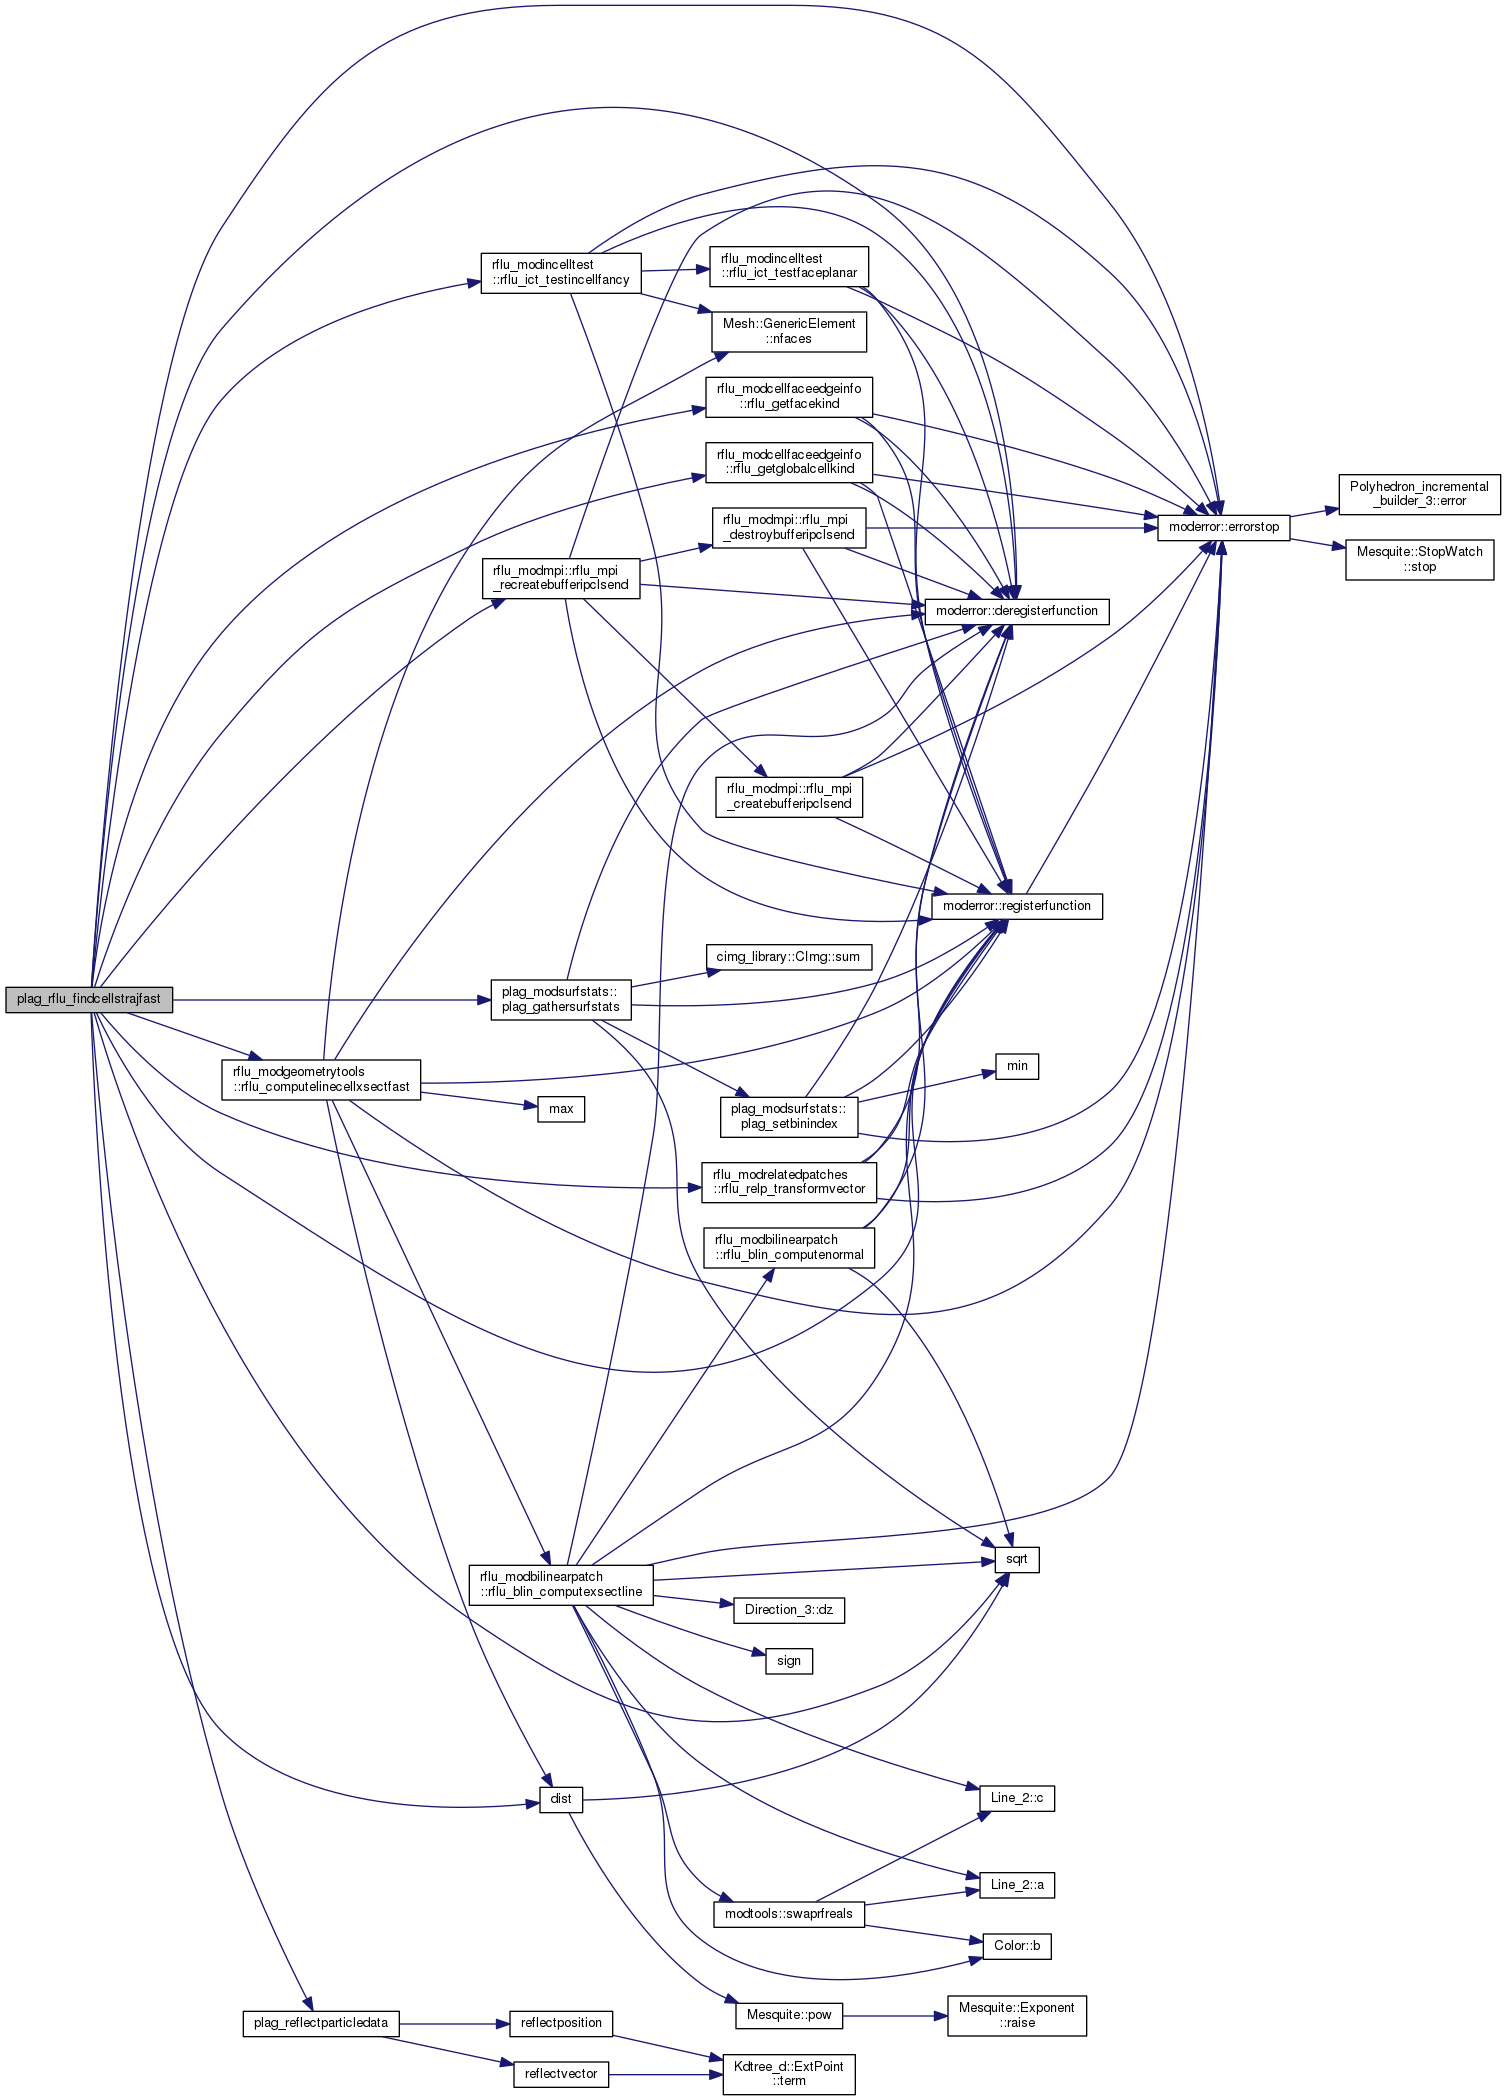 rflu_modincelltest
::rflu_ict_testincellfancy
rflu_modincelltest
::rflu_ict_testfaceplanar
Mesh::GenericElement
::nfaces
rflu_modcellfaceedgeinfo
::rflu_getfacekind
rflu_modcellfaceedgeinfo
::rflu_getglobalcellkind
Polyhedron_incremental
_builder_3::error
rflu_modmpi::rflu_mpi
_destroybufferipclsend
moderror::errorstop
Mesquite::StopWatch
::stop
rflu_modmpi::rflu_mpi
_recreatebufferipclsend
moderror::deregisterfunction
rflu_modmpi::rflu_mpi
_createbufferipclsend
moderror::registerfunction
cimg_library::CImg::sum
plag_rflu_findcellstrajfast
plag_modsurfstats::
plag_gathersurfstats
rflu_modgeometrytools
::rflu_computelinecellxsectfast
min
max
plag_modsurfstats::
plag_setbinindex
rflu_modrelatedpatches
::rflu_relp_transformvector
rflu_modbilinearpatch
::rflu_blin_computenormal
sqrt
rflu_modbilinearpatch
::rflu_blin_computexsectline
Direction_3::dz
sign
dist
Line_2::c
Line_2::a
modtools::swaprfreals
Color::b
plag_reflectparticledata
reflectposition
Mesquite::pow
Mesquite::Exponent
::raise
reflectvector
Kdtree_d::ExtPoint
::term